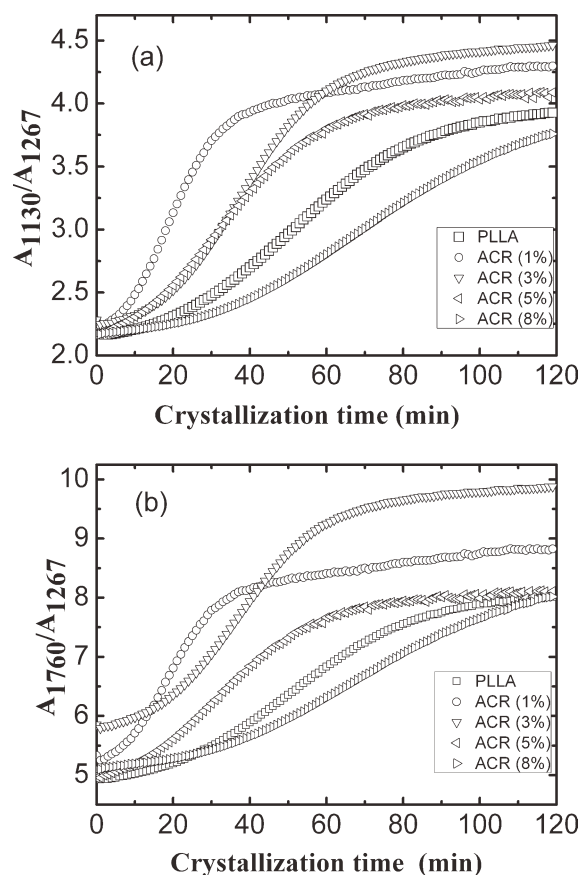 (a)
4.5
4.0
3.5
3.0
2.5
2.0
A1130/A1267
PLLA
ACR (1%)
ACR (3%)
ACR (5%)
ACR (8%)
0 20 40 60 80 100 120
Crystallization time (min)
(b)
10
9
8
7
6
5
A1760/A1267
PLLA
ACR (1%)
ACR (3%)
ACR (5%)
ACR (8%)
0 20 40 60 80 100 120
Crystallization time (min)